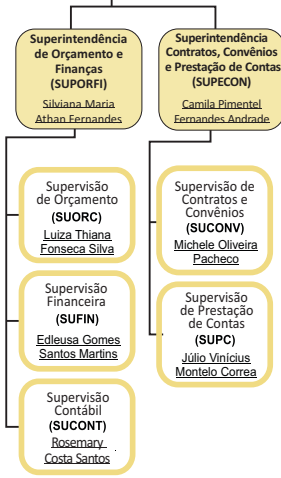 Superintendência
de Orçamento e
Finanças
(SUPORFI)
Silviana Maria
Athan Fernandes
Superintendência
Contratos, Convênios
e Prestação de Contas
(SUPECON)
Camila Pimentel
Fernandes Andrade
Supervisão
de Orçamento
(SUORC)
Luiza Thiana
Fonseca Silva
Supervisão
Financeira
(SUFIN)
Edleusa Gomes
Santos Martins
Supervisão
Contábil
(SUCONT)
Rosemary
Costa Santos
Supervisão de
Contratos e
Convênios
(SUCONV)
Michele Oliveira
Pacheco
Supervisão
de Prestação
de Contas
(SUPC)
Júlio Vinícius
Montelo Correa